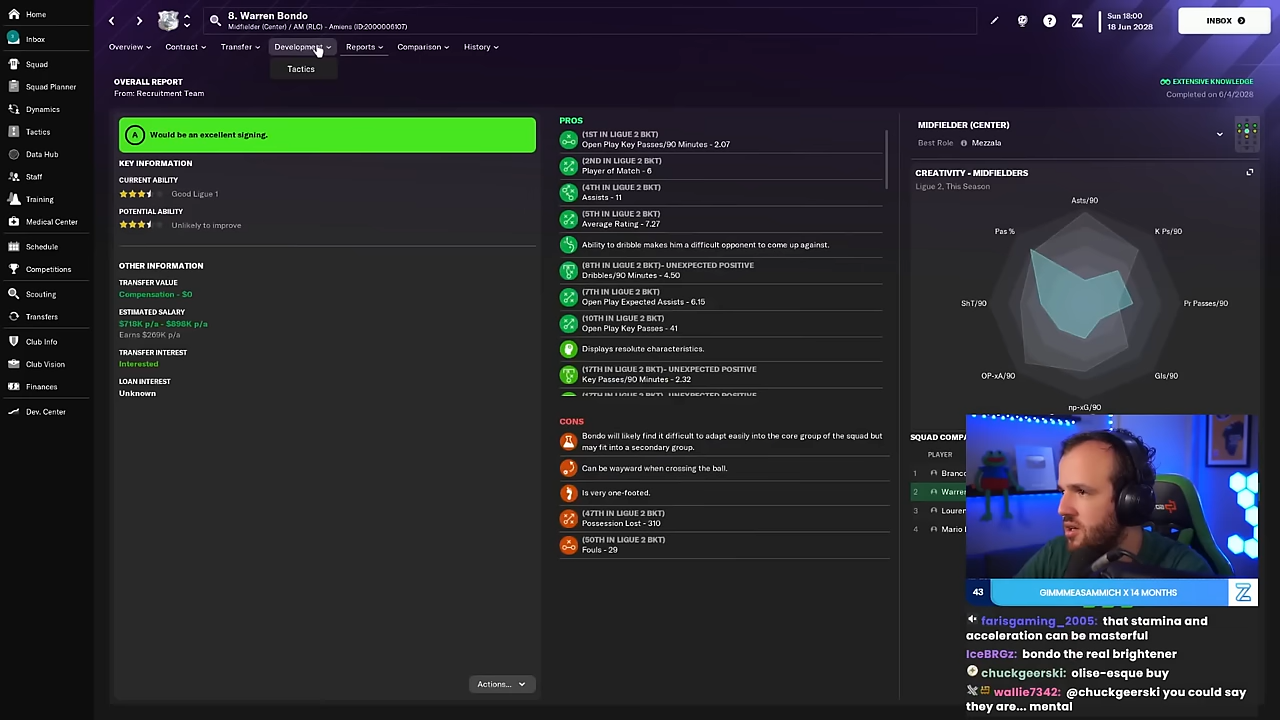 8. Warren Bondo
Midfielder (Center) / AM (RLC) - Amiens (ID:2000006107)
Sun 18:00
18 Jun 2028
INBOX
Home
Inbox
Squad
Squad Planner
Dynamics
Tactics
Data Hub
Staff
Training
Medical Center
Schedule
Competitions
Scouting
Transfers
Club Info
Club Vision
Finances
Dev. Center
Overview
Contract
Transfer
Development
Reports
Comparison
History
Tactics
OVERALL REPORT
From: Recruitment Team
EXTENSIVE KNOWLEDGE
Completed on 6/4/2028
A Would be an excellent signing.
KEY INFORMATION
CURRENT ABILITY
Good Ligue 1
POTENTIAL ABILITY
Unlikely to improve
OTHER INFORMATION
TRANSFER VALUE
Compensation - $0
ESTIMATED SALARY
$718K p/a - $898K p/a
Earns $269K p/a
TRANSFER INTEREST
Interested
LOAN INTEREST
Unknown
Actions...
PROS
(1ST IN LIGUE 2 BKT)
Open Play Key Passes/90 Minutes - 2.07
(2ND IN LIGUE 2 BKT)
Player of Match - 6
(4TH IN LIGUE 2 BKT)
Assists - 11
(5TH IN LIGUE 2 BKT)
Average Rating - 7.27
Ability to dribble makes him a difficult opponent to come up against.
(6TH IN LIGUE 2 BKT)- UNEXPECTED POSITIVE
Dribbles/90 Minutes - 4.50
(7TH IN LIGUE 2 BKT)
Open Play Expected Assists - 6.15
(10TH IN LIGUE 2 BKT)
Open Play Key Passes - 41
Displays resolute characteristics.
(17TH IN LIGUE 2 BKT)- UNEXPECTED POSITIVE
Key Passes/90 Minutes - 2.32
(17TH IN LIGUE 2 BKT)- UNEXPECTED POSITIVE
CONS
Bondo will likely find it difficult to adapt easily into the core group of the squad but
may fit into a secondary group.
Can be wayward when crossing the ball.
Is very one-footed.
(47TH IN LIGUE 2 BKT)
Possession Lost - 310
(50TH IN LIGUE 2 BKT)
Fouls - 29
MIDFIELDER (CENTER)
Best Role Mezzala
CREATIVITY - MIDFIELDERS
Ligue 2, This Season
Asts/90
K Ps/90
Pr Passes/90
Gls/90
np-xG/90
OP-xA/90
ShT/90
Pas %
SQUAD COMPA
PLAYER
1 Branco
2 Warren
3 Louren
4 Mario
43 GIMMMEASAMMICH X 14 MONTHS
farisgaming_2005: that stamina and
acceleration can be masterful
IceBRGz: bondo the real brightener
chuckgeerski: olise-esque buy
wallie7342: @chuckgeerski you could say
they are... mental